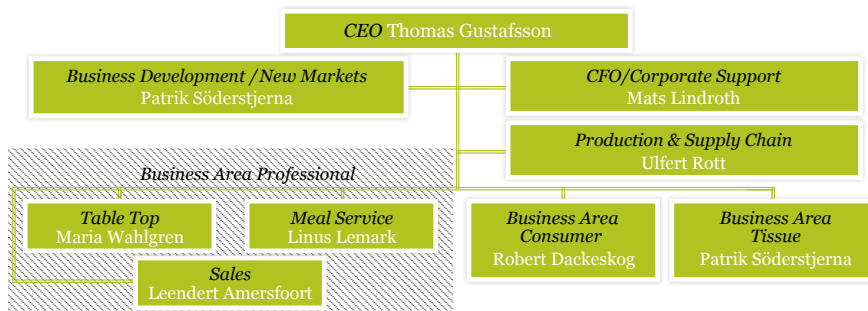 CEO Thomas Gustafsson
Business Development /New Markets
Patrik Söderstjerna
CFO/Corporate Support
Mats Lindroth
Production & Supply Chain
Ulfert Rott
Business Area Professional
Table Top
Maria Wahlgren
Meal Service
Linus Lemark
Business Area
Consumer
Robert Dackeskog
Business Area
Tissue
Patrik Söderstjerna
Sales
Leendert Amersfoort